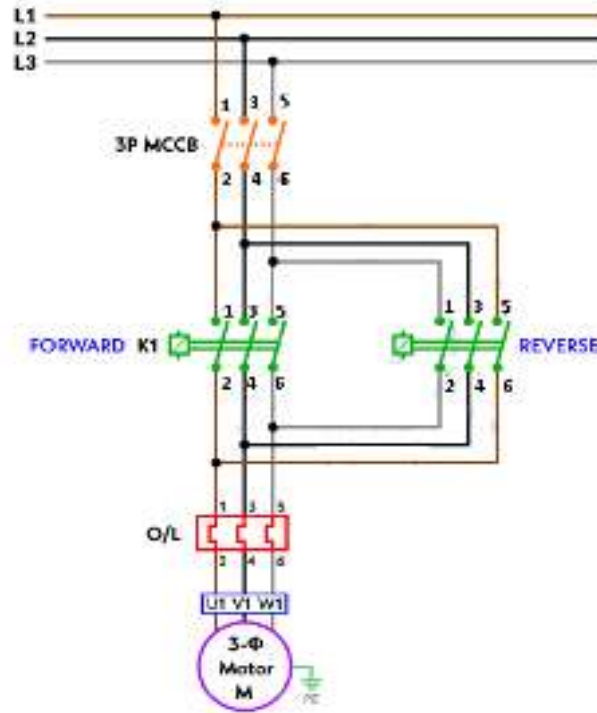 L1
L2
L3
1 3 5
3P MCCB
2 4 6
1 3 5
1 3 5
FORWARD K1
REVERSE
2 4 6
2 4 6
1 3 5
O/L
2 4 6
U1 V1 W1
3-Φ
Motor
M
PE